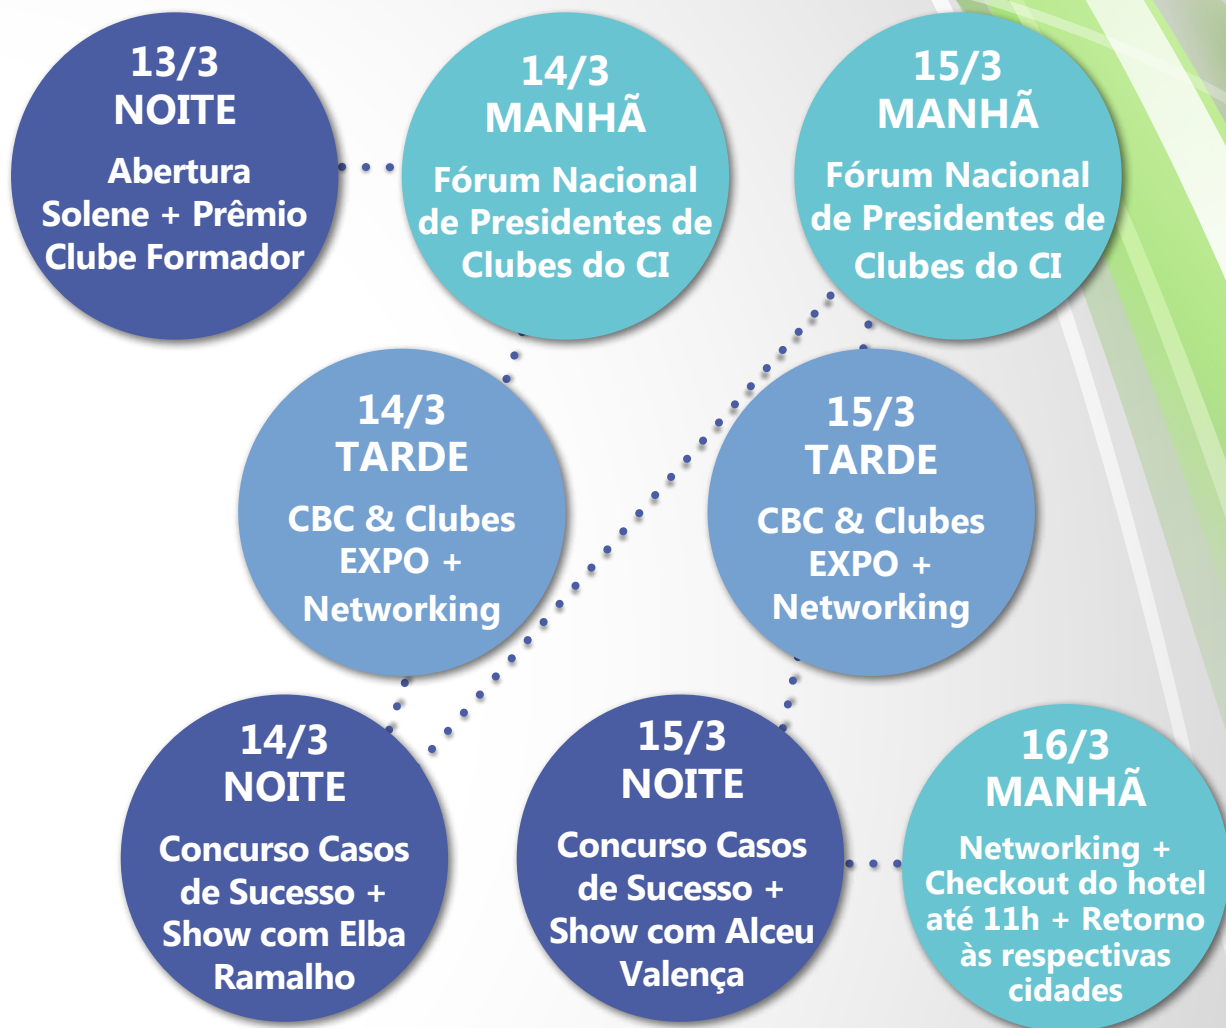 13/3
NOITE
Abertura
Solene + Prêmio
Clube Formador
14/3
MANHÃ
Fórum Nacional
de Presidentes de
Clubes do CI
14/3
TARDE
CBC & Clubes
EXPO +
Networking
14/3
NOITE
Concurso Casos
de Sucesso +
Show com Elba
Ramalho
15/3
MANHÃ
Fórum Nacional
de Presidentes de
Clubes do CI
15/3
TARDE
CBC & Clubes
EXPO +
Networking
15/3
NOITE
Concurso Casos
de Sucesso +
Show com Alceu
Valença
16/3
MANHÃ
Networking +
Checkout do hotel
até 11h + Retorno
às respectivas
cidades